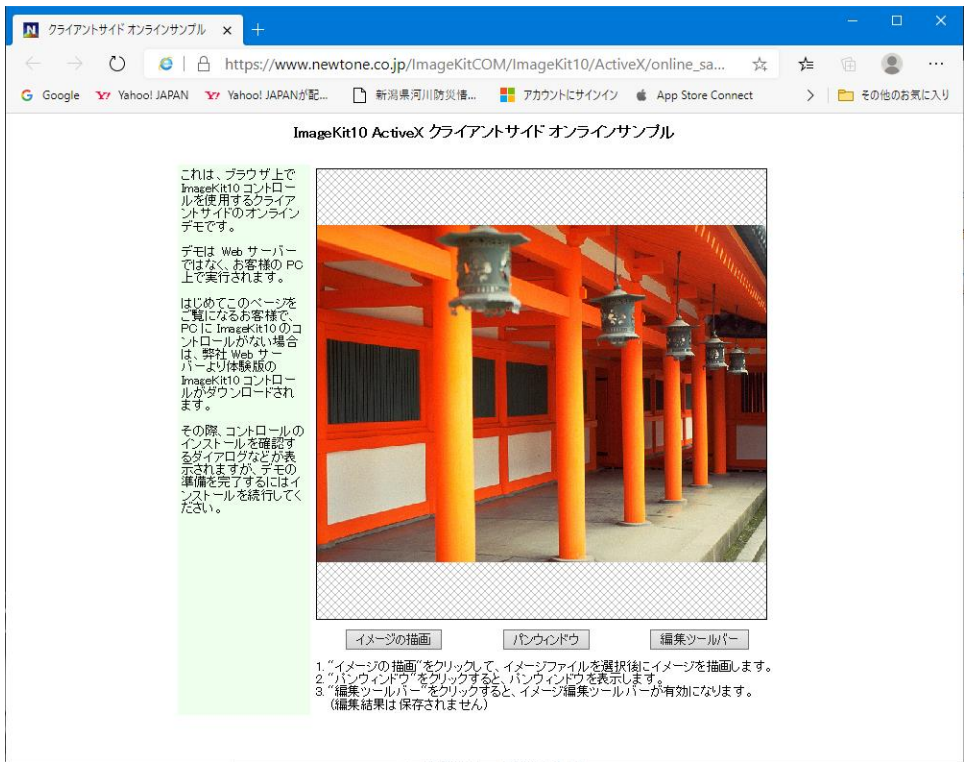 クライアントサイド オンラインサンプル
https://www.newtone.co.jp/ImageKitCOM/ImageKit10/ActiveX/online_sa...
Google Yahoo! JAPAN Yahoo! JAPANが配... 新潟県河川防災情... アカウントにサインイン App Store Connect その他のお気に入り
ImageKit10 ActiveX クライアントサイド オンラインサンプル
これは、ブラウザ上で
ImageKit10 コントロー
ルを使用するクライア
ントサイドのオンライン
デモです。
デモは Web サーバー
ではなく、お客様の PC
上で実行されます。
はじめてこのページを
ご覧になるお客様で、
PC に ImageKit10 のコ
ントロールがない場合
は、弊社 Web サー
バーより体験版の
ImageKit10 コントロー
ルがダウンロードされ
ます。
その際、コントロールの
インストールを確認す
るダイアログなどが表
示されますが、デモの
準備を完了するにはイ
ンストールを続行してく
ださい。
イメージの描画 パンウィンドウ 編集ツールバー
1. "イメージの描画"をクリックして、イメージファイルを選択後にイメージを描画します。
2. "パンウィンドウ"をクリックすると、パンウィンドウを表示します。
3. "編集ツールバー"をクリックすると、イメージ編集ツールバーが有効になります。
(編集結果は保存されません)